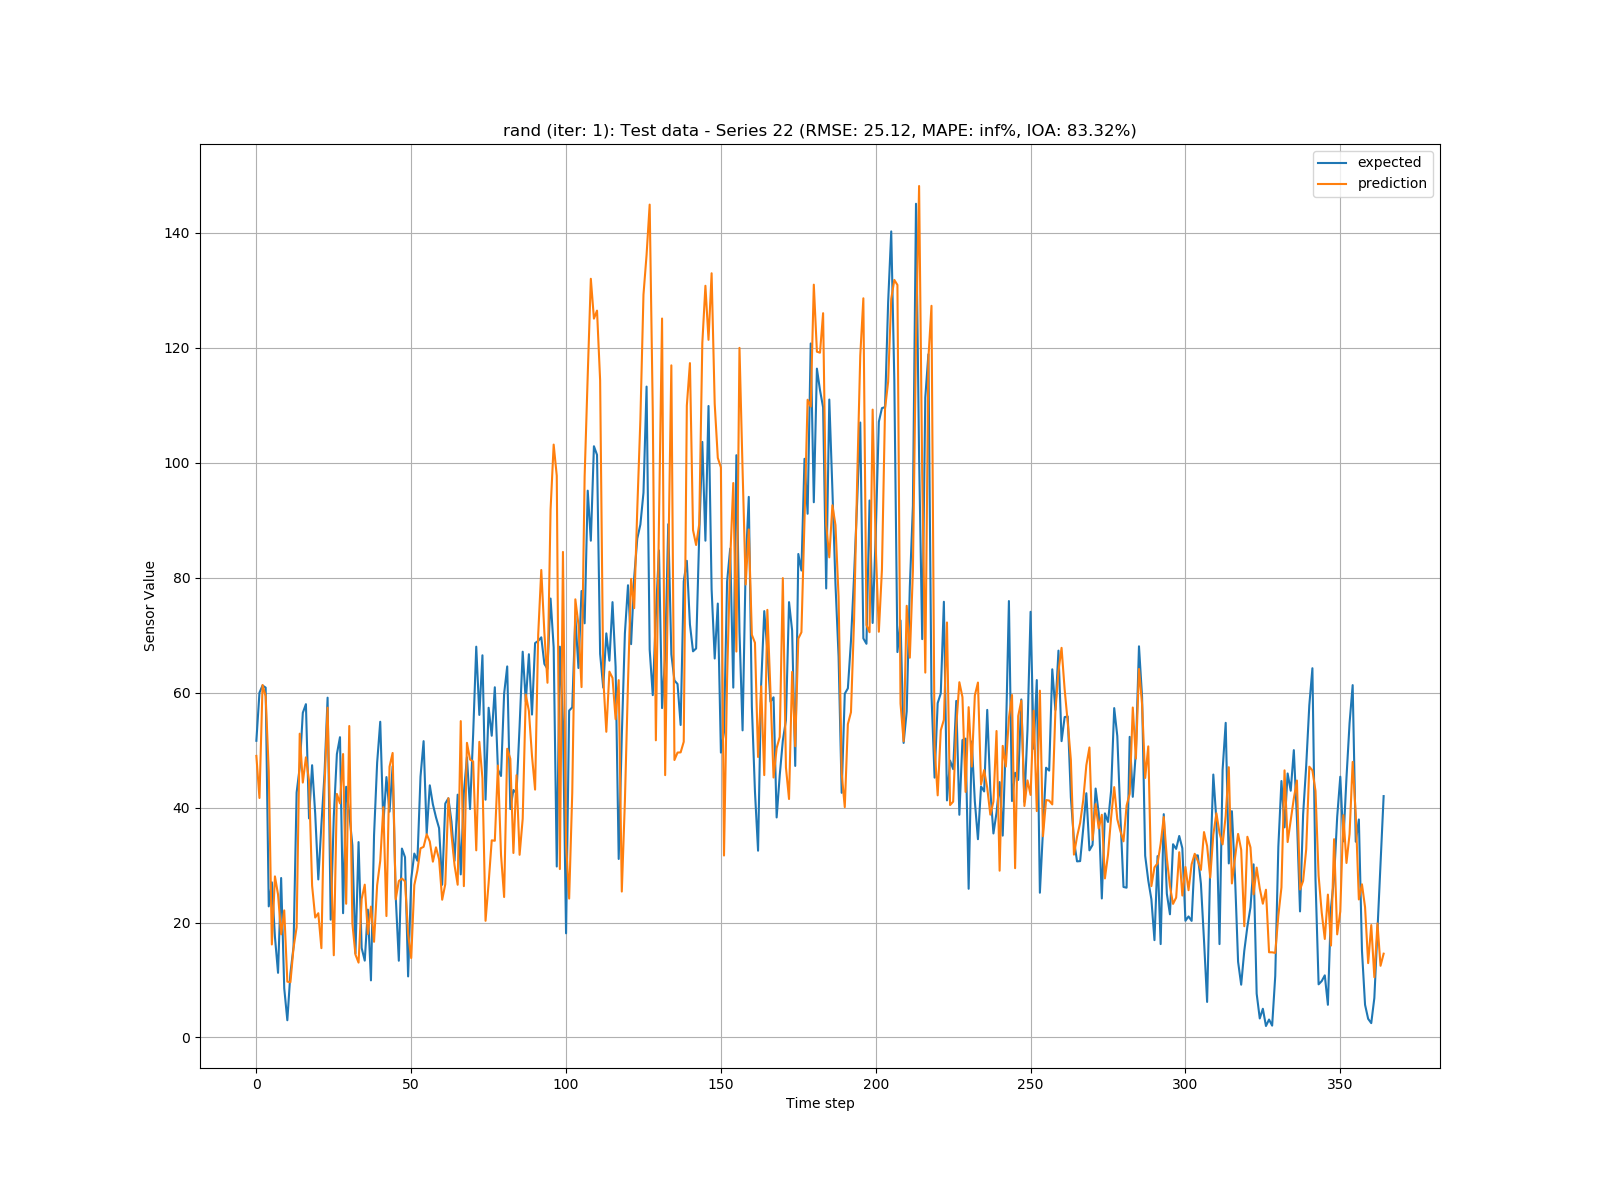 rand (iter: 1): Test data - Series 22 (RMSE: 25.12, MAPE: inf%, IOA: 83.32%)
expected
prediction
140
120
100
80
60
40
20
0
Sensor Value
0 50 100 150 200 250 300 350
Time step